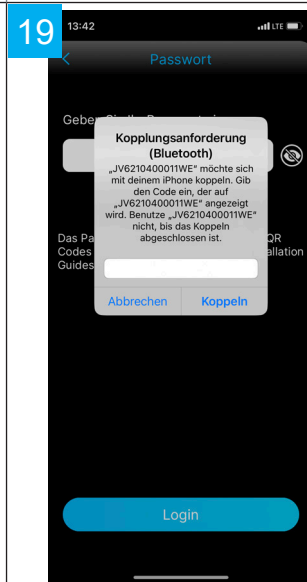 19
13:42
LTE
Passwort
Geben
Kopplungsanforderung
(Bluetooth)
„JV6210400011WE“ möchte sich
mit deinem iPhone koppeln. Gib
den Code ein, der auf
„JV6210400011WE“ angezeigt
wird. Benutze „JV6210400011WE“
nicht, bis das Koppeln
abgeschlossen ist.
Das Pa QR
Codes allation
Guides
Abbrechen Koppeln
Login